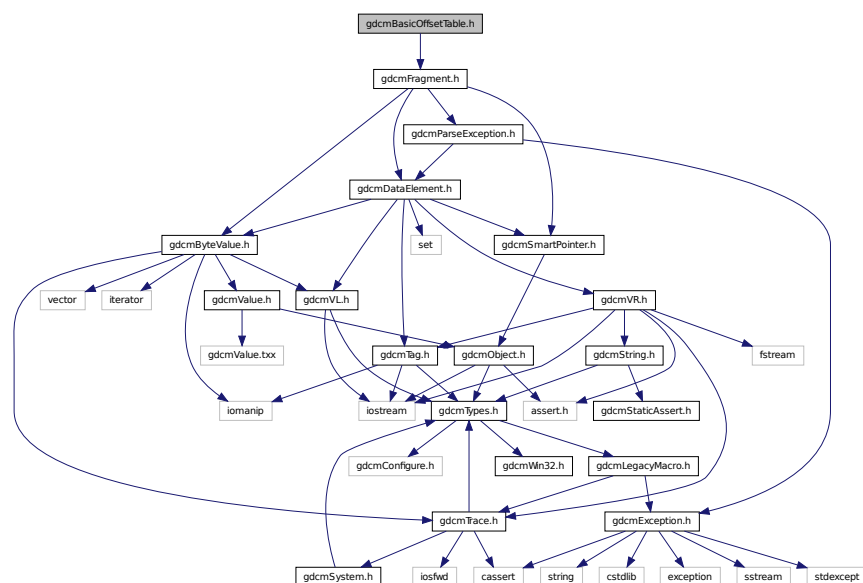 gdcmBasicOffsetTable.h
gdcmFragment.h
gdcmParseException.h
gdcmDataElement.h
gdcmByteValue.h
set
gdcmSmartPointer.h
vector
iterator
gdcmValue.h
gdcmVL.h
gdcmVR.h
gdcmValue.txx
gdcmTag.h
gdcmObject.h
gdcmString.h
fstream
iomanip
iostream
gdcmTypes.h
assert.h
gdcmStaticAssert.h
gdcmConfigure.h
gdcmWin32.h
gdcmLegacyMacro.h
gdcmTrace.h
gdcmException.h
gdcmSystem.h
iosfwd
cassert
string
cstdlib
exception
sstream
stdexcept